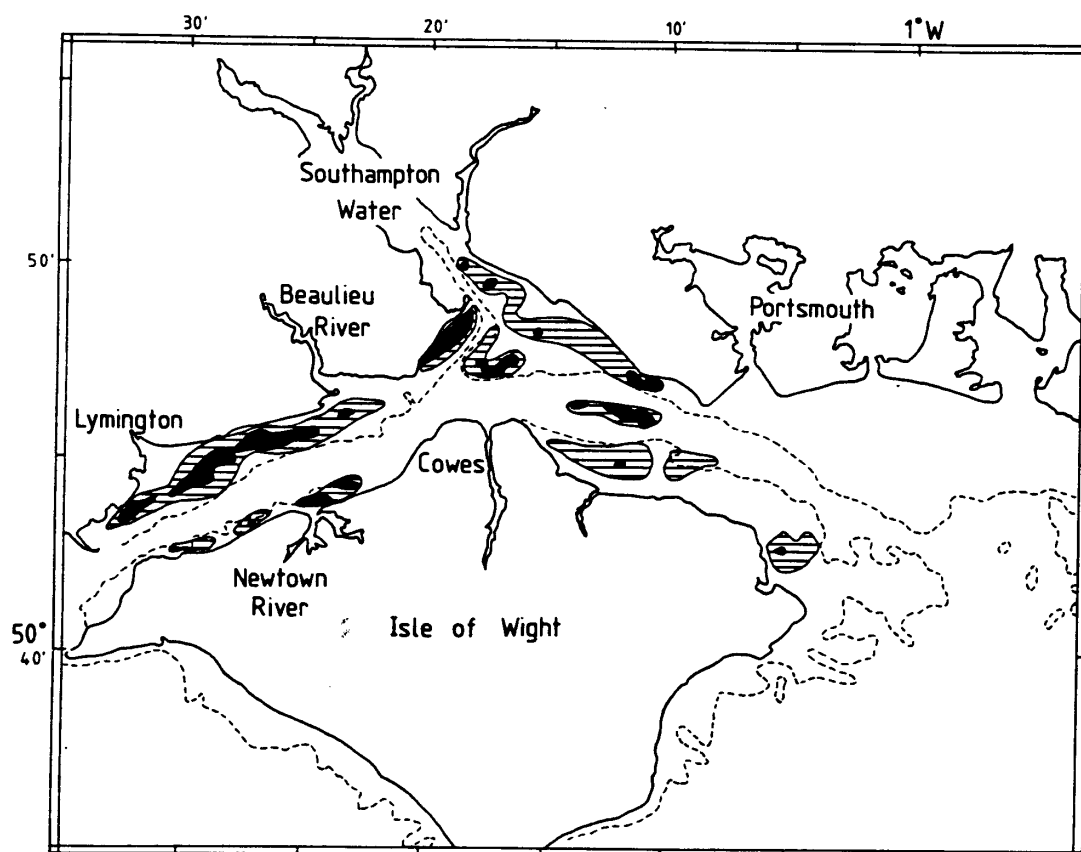 30'
20'
10'
1°W
Southampton
Water
50'
Beaulieu
River
Portsmouth
Lymington
Cowes
Newtown
River
50°
40'
Isle of Wight